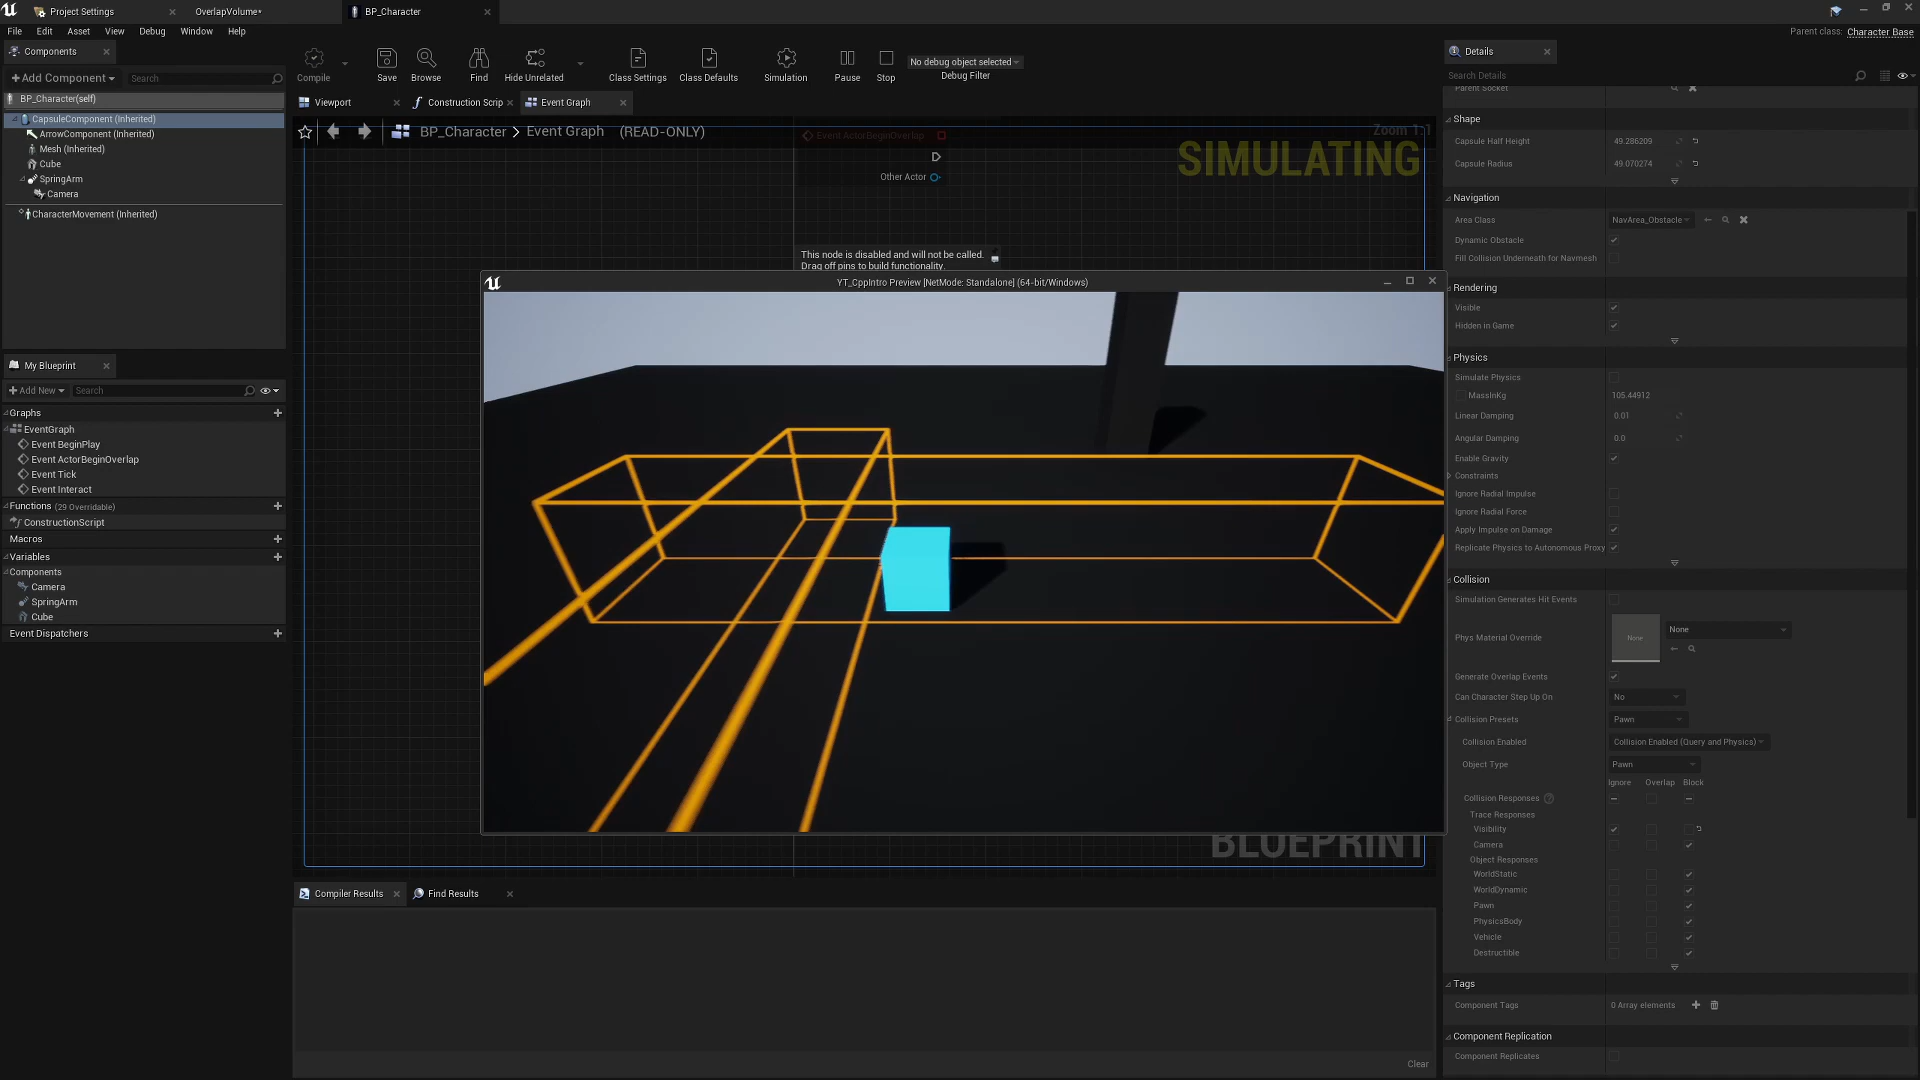 Project Settings
OverlapVolume*
BP_Character
File Edit Asset View Debug Window Help
Parent class: Character Base
Components
+Add Component
Search
BP_Character(self)
CapsuleComponent (Inherited)
ArrowComponent (Inherited)
Mesh (Inherited)
Cube
SpringArm
Camera
CharacterMovement (Inherited)
My Blueprint
+Add New
Search
Graphs
EventGraph
Event BeginPlay
Event ActorBeginOverlap
Event Tick
Event Interact
Functions (29 Overridable)
ConstructionScript
Macros
Variables
Components
Camera
SpringArm
Cube
Event Dispatchers
Compile
Save
Browse
Find
Hide Unrelated
Class Settings
Class Defaults
Simulation
Pause
Stop
No debug object selected
Debug Filter
Viewport
Construction Scrip
Event Graph
BP_Character > Event Graph (READ-ONLY)
Zoom 1:1
SIMULATING
Event ActorBeginOverlap
Other Actor
This node is disabled and will not be called.
Drag off pins to build functionality.
YT_CppIntro Preview [NetMode: Standalone] (64-bit/Windows)
BLUEPRINT
Compiler Results
Find Results
Clear
Details
Search Details
Parent Socket
Shape
Capsule Half Height 49.286209
Capsule Radius 49.070274
Navigation
Area Class NavArea_Obstacle
Dynamic Obstacle
Fill Collision Underneath for Navmesh
Rendering
Visible
Hidden in Game
Physics
Simulate Physics
MassInKg 105.44912
Linear Damping 0.01
Angular Damping 0.0
Enable Gravity
Constraints
Ignore Radial Impulse
Ignore Radial Force
Apply Impulse on Damage
Replicate Physics to Autonomous Proxy
Collision
Simulation Generates Hit Events
Phys Material Override None None
Generate Overlap Events
Can Character Step Up On No
Collision Presets Pawn
Collision Enabled Collision Enabled (Query and Physics)
Object Type Pawn
Ignore Overlap Block
Collision Responses
Trace Responses
Visibility
Camera
Object Responses
WorldStatic
WorldDynamic
Pawn
PhysicsBody
Vehicle
Destructible
Tags
Component Tags 0 Array elements
Component Replication
Component Replicates